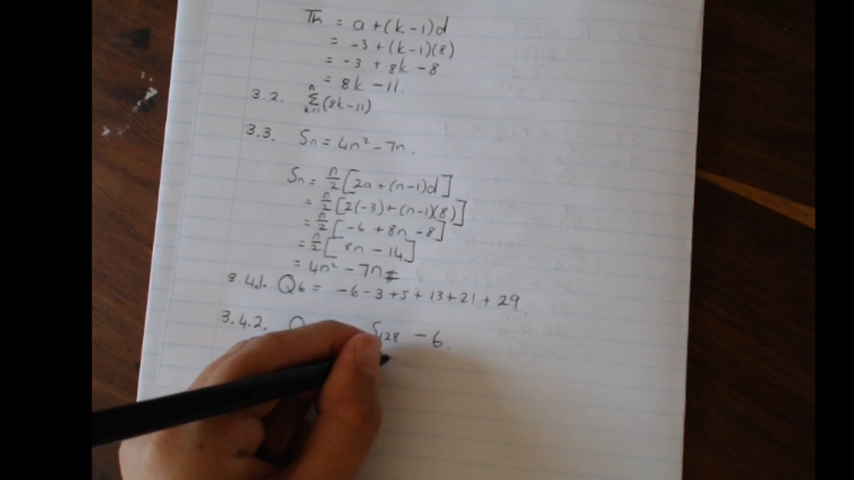 Tk = a + (k-1)d
= -3 + (k-1)(8)
= -3 + 8k - 8
= 8k - 11.
3.2. n Σ k=1 (8k-11)
3.3. Sn = 4n² - 7n.
Sn = n/2 [2a + (n-1)d]
= n/2 [2(-3) + (n-1)(8)]
= n/2 [-6 + 8n - 8]
= n/2 [8n - 14]
= 4n² - 7n
3.4.1. Q6 = -6 - 3 + 5 + 13 + 21 + 29.
3.4.2. S128 - 6.